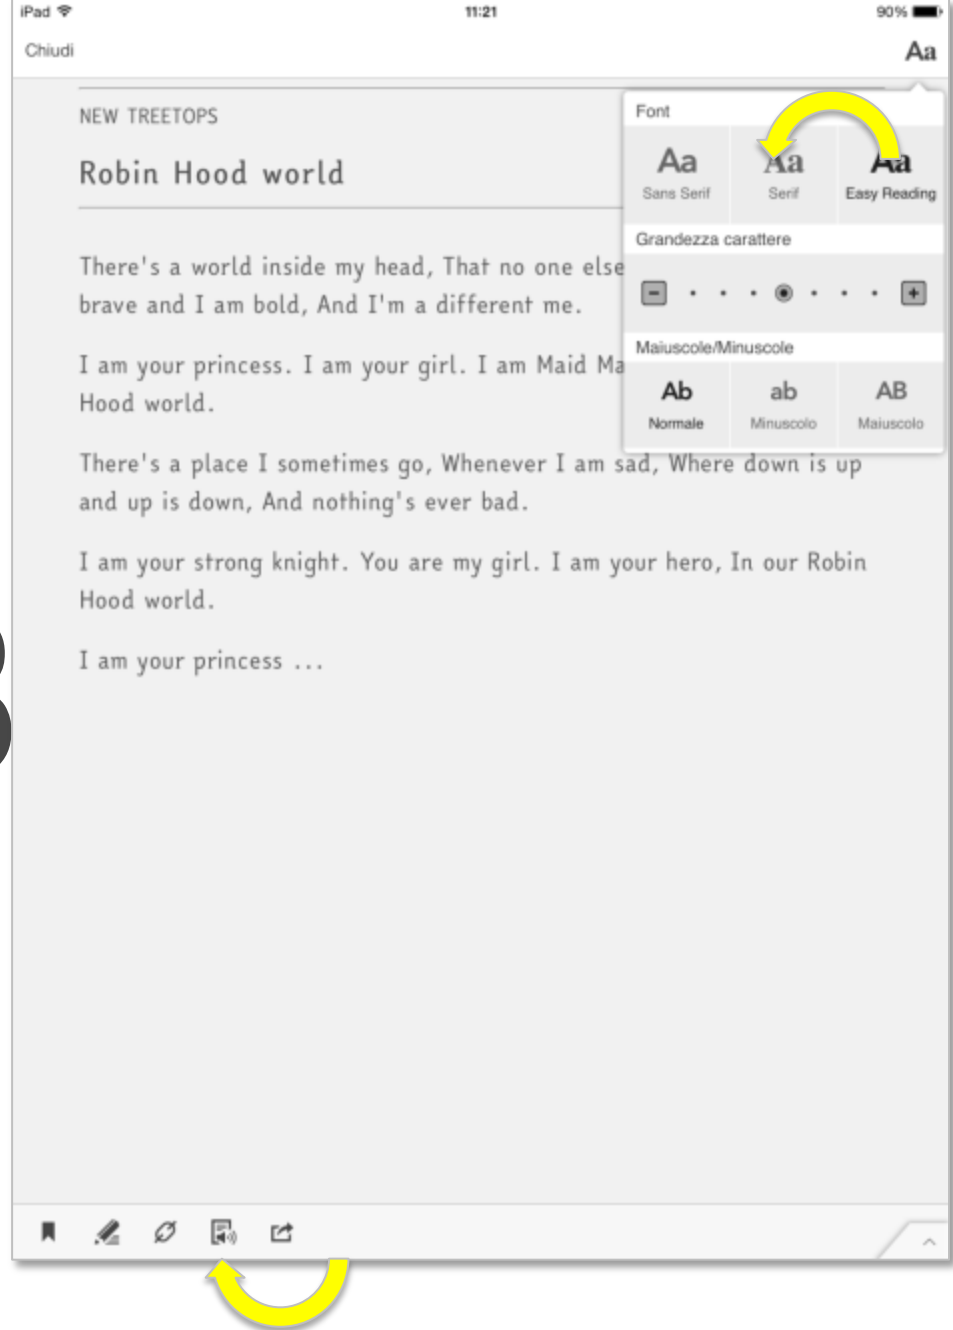 iPad 11:21 90%
Chiudi Aa
NEW TREETOPS
Robin Hood world
Font
Aa Aa Aa
Sans Serif Serif Easy Reading
Grandezza carattere
Maiuscole/Minuscole
Ab ab AB
Normale Minuscolo Maiuscolo
There's a world inside my head, That no one else
brave and I am bold, And I'm a different me.
I am your princess. I am your girl. I am Maid Ma
Hood world.
There's a place I sometimes go, Whenever I am sad, Where down is up
and up is down, And nothing's ever bad.
I am your strong knight. You are my girl. I am your hero, In our Robin
Hood world.
I am your princess ...